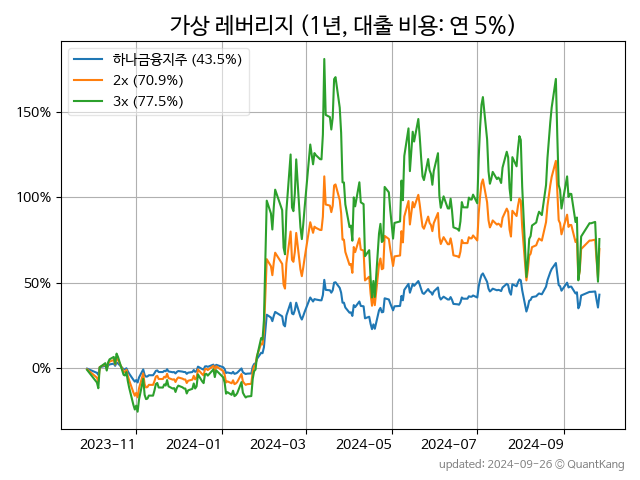 가상 레버리지 (1년, 대출 비용: 연 5%)
하나금융지주 (43.5%)
2x (70.9%)
3x (77.5%)
150%
100%
50%
0%
2023-11
2024-01
2024-03
2024-05
2024-07
2024-09
updated: 2024-09-26 © QuantKang